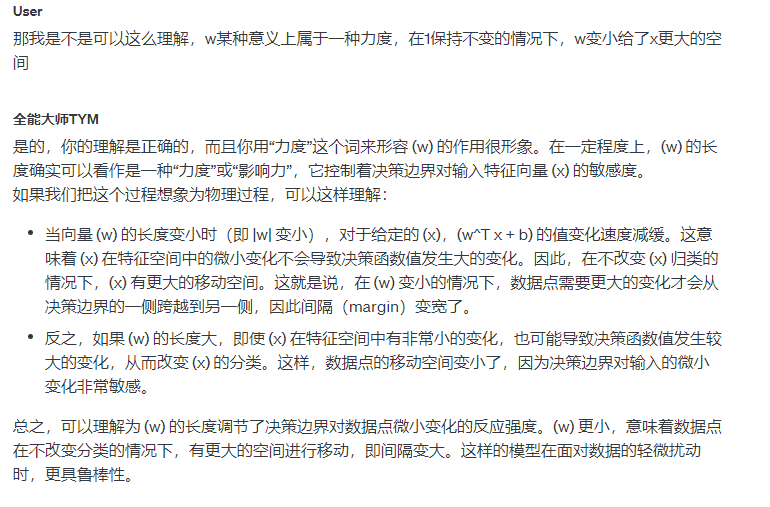 User
那我是不是可以这么理解，w某种意义上属于一种力度，在1保持不变的情况下，w变小给了x更大的空
间
全能大师TYM
是的，你的理解是正确的，而且你用“力度”这个词来形容 (w) 的作用很形象。在一定程度上，(w) 的长
度确实可以看作是一种“力度”或“影响力”，它控制着决策边界对输入特征向量 (x) 的敏感度。
如果我们把这个过程想象为物理过程，可以这样理解：
• 当向量 (w) 的长度变小时（即 |w| 变小），对于给定的 (x)，(w^T x + b) 的值变化速度减缓。这意
味着 (x) 在特征空间中的微小变化不会导致决策函数值发生大的变化。因此，在不改变 (x) 归类的
情况下，(x) 有更大的移动空间。这就是说，在 (w) 变小的情况下，数据点需要更大的变化才会从
决策边界的一侧跨越到另一侧，因此间隔（margin）变宽了。
• 反之，如果 (w) 的长度大，即使 (x) 在特征空间中有非常小的变化，也可能导致决策函数值发生较
大的变化，从而改变 (x) 的分类。这样，数据点的移动空间变小了，因为决策边界对输入的微小
变化非常敏感。
总之，可以理解为 (w) 的长度调节了决策边界对数据点微小变化的反应强度。(w) 更小，意味着数据点
在不改变分类的情况下，有更大的空间进行移动，即间隔变大。这样的模型在面对数据的轻微扰动
时，更具鲁棒性。